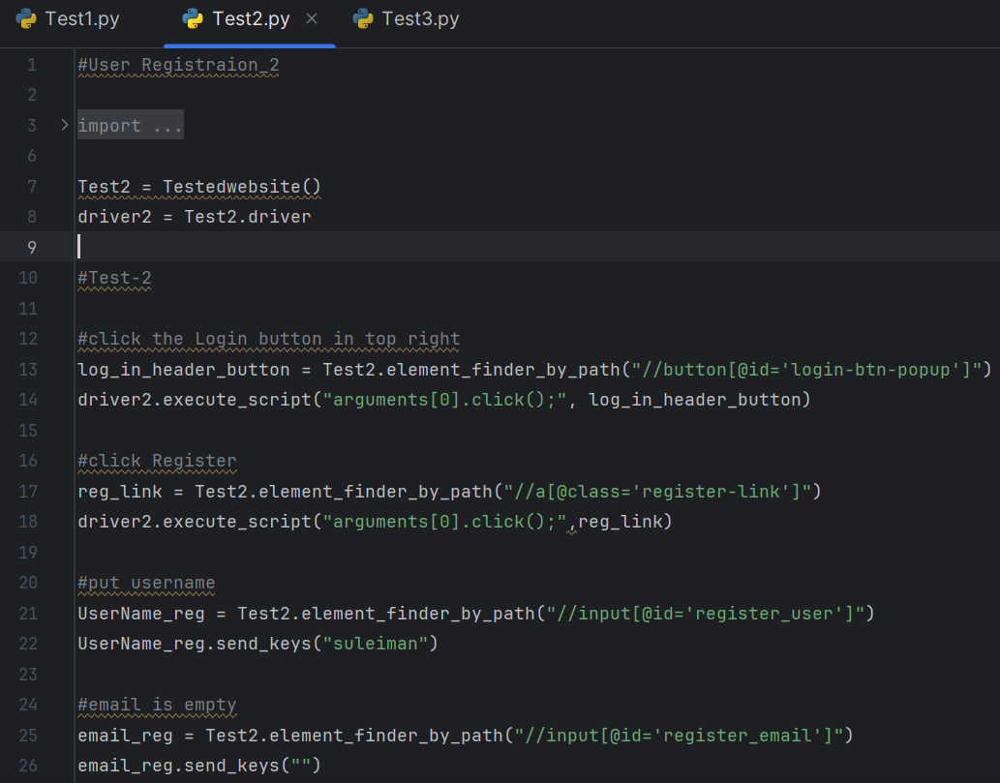 Test1.py Test2.py Test3.py
1 #User Registraion_2
2
3 import ...
6
7 Test2 = Testedwebsite()
8 driver2 = Test2.driver
9
10 #Test-2
11
12 #click the Login button in top right
13 log_in_header_button = Test2.element_finder_by_path("//button[@id='login-btn-popup']")
14 driver2.execute_script("arguments[0].click();", log_in_header_button)
15
16 #click Register
17 reg_link = Test2.element_finder_by_path("//a[@class='register-link']")
18 driver2.execute_script("arguments[0].click();",reg_link)
19
20 #put username
21 UserName_reg = Test2.element_finder_by_path("//input[@id='register_user']")
22 UserName_reg.send_keys("suleiman")
23
24 #email is empty
25 email_reg = Test2.element_finder_by_path("//input[@id='register_email']")
26 email_reg.send_keys("")